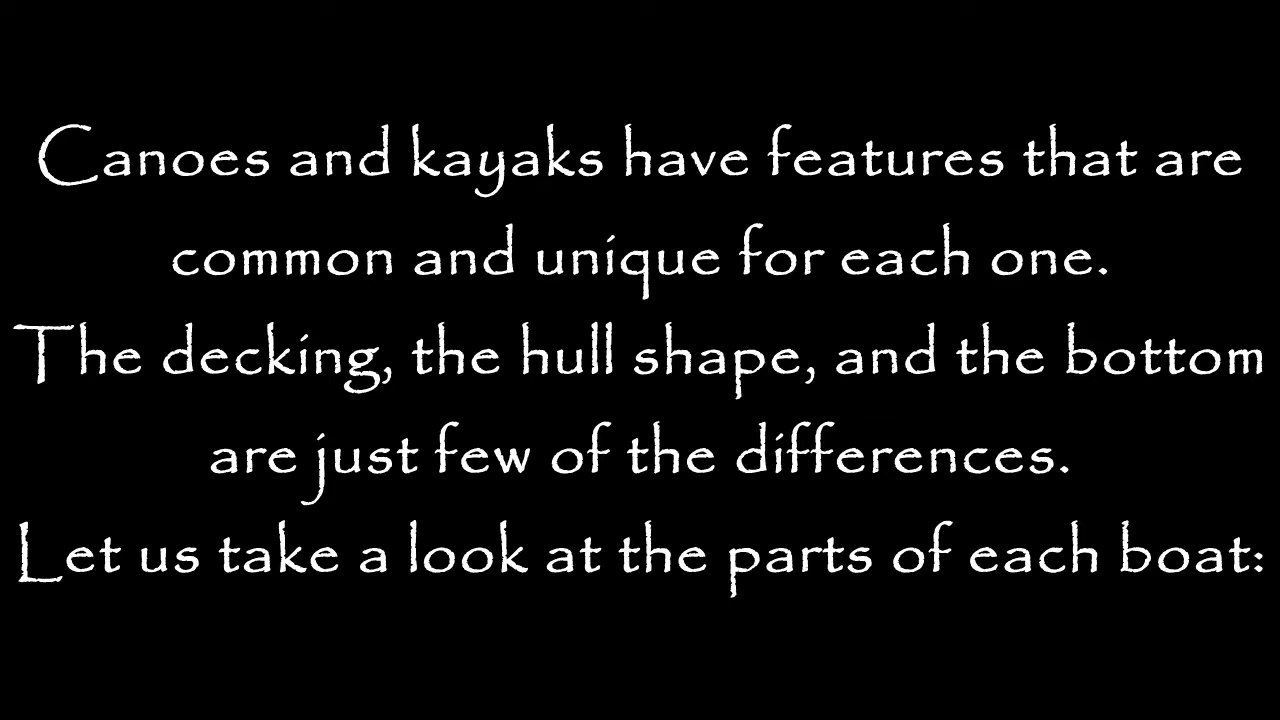 Canoes and kayaks have features that are
common and unique for each one.
The decking, the hull shape, and the bottom
are just few of the differences.
Let us take a look at the parts of each boat: